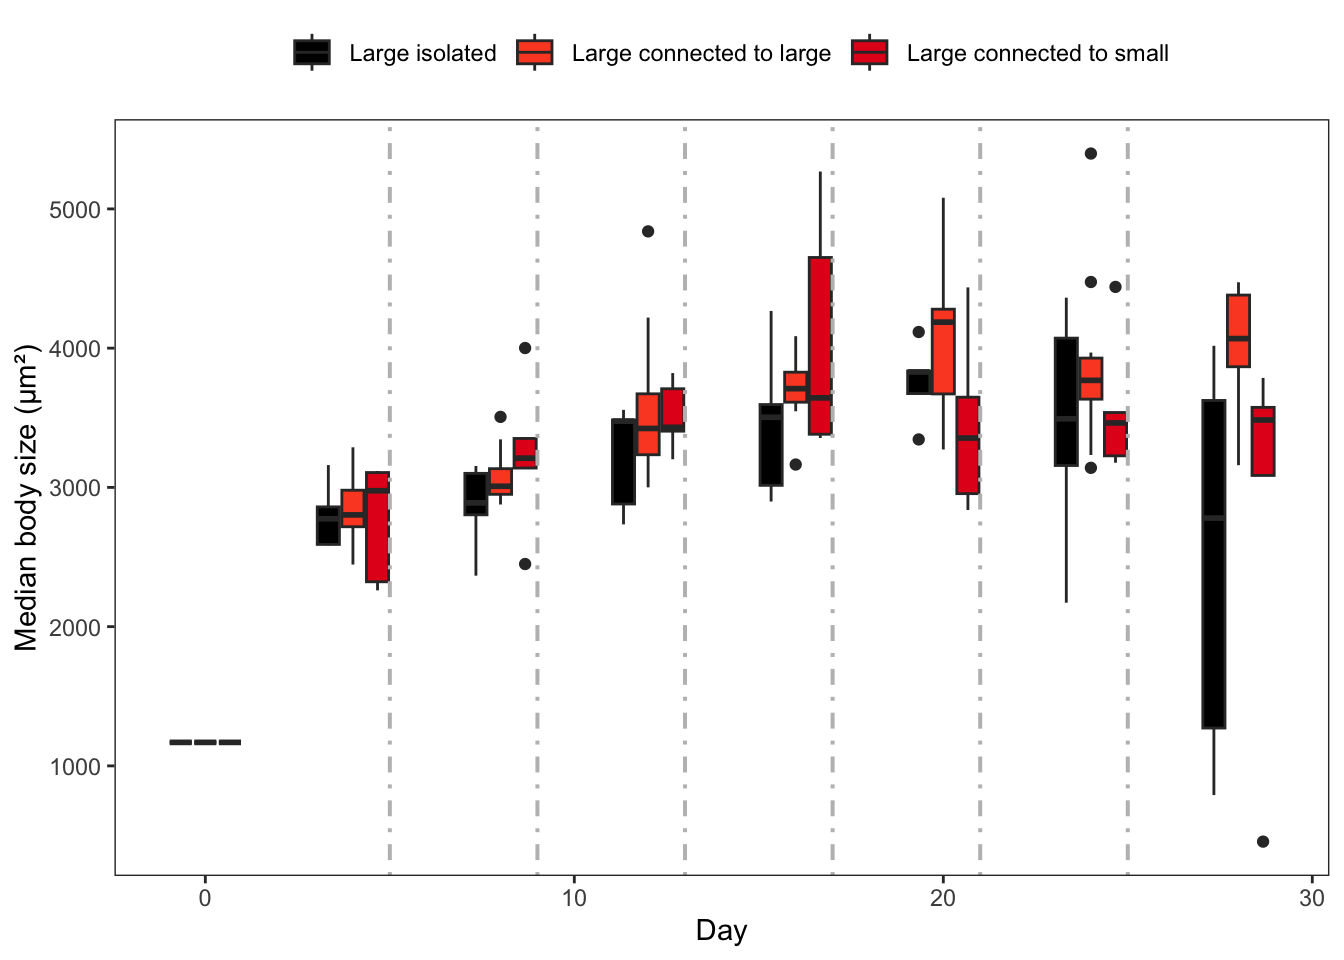 Large isolated Large connected to large Large connected to small
Median body size (μm²)
5000
4000
3000
2000
1000
0 10 20 30
Day